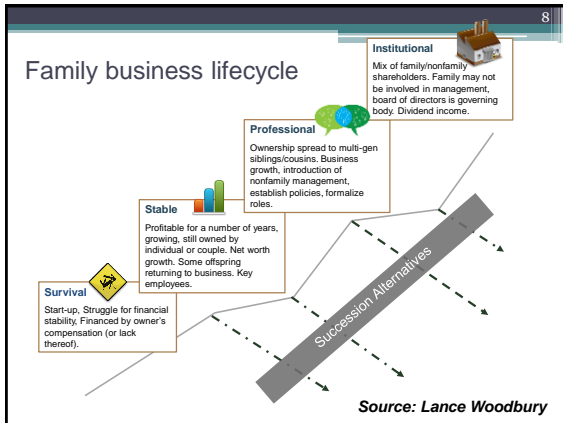 8
Family business lifecycle
Institutional
Mix of family/nonfamily
shareholders. Family may not
be involved in management,
board of directors is governing
body. Dividend income.
Professional
Ownership spread to multi-gen
siblings/cousins. Business
growth, introduction of
nonfamily management,
establish policies, formalize
roles.
Stable
Profitable for a number of years,
growing, still owned by
individual or couple. Net worth
growth. Some offspring
returning to business. Key
employees.
Survival
Start-up, Struggle for financial
stability, Financed by owner's
compensation (or lack
thereof).
Succession Alternatives
Source: Lance Woodbury